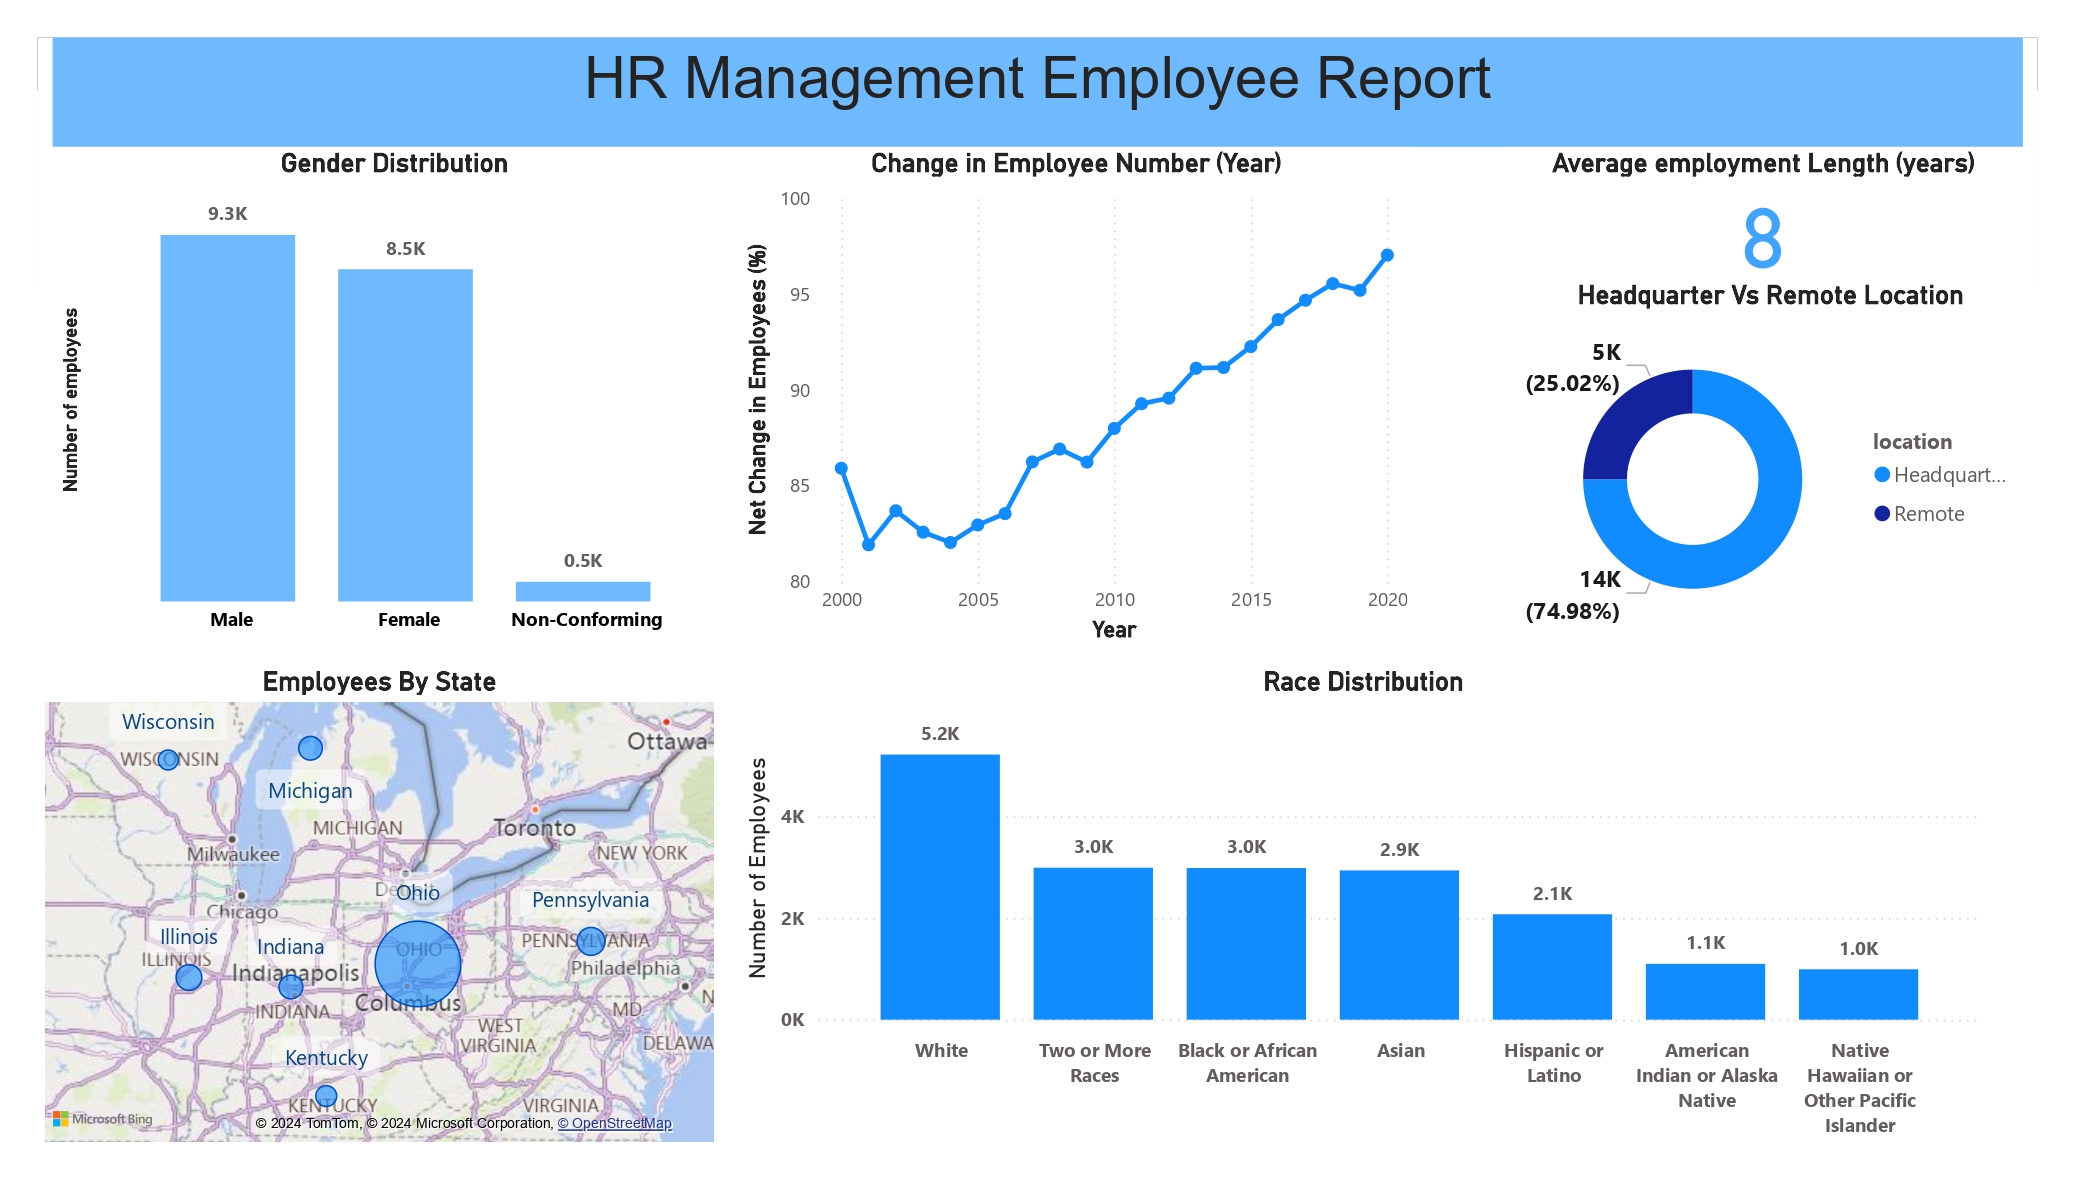 HR Management Employee Report
Gender Distribution
Number of employees
9.3K
8.5K
0.5K
Male
Female
Non-Conforming
Change in Employee Number (Year)
Net Change in Employees (%)
100
95
90
85
80
2000
2005
2010
2015
2020
Year
Average employment Length (years)
8
Headquarter Vs Remote Location
5K
(25.02%)
14K
(74.98%)
location
Headquart...
Remote
Employees By State
Wisconsin
WISCONSIN
Michigan
MICHIGAN
Ottawa
Toronto
Milwaukee
NEW YORK
Ohio
OHIO
Chicago
Pennsylvania
PENNSYLVANIA
Illinois
ILLINOIS
Indiana
Indianapolis
INDIANA
Columbus
Philadelphia
MD
N
WEST
VIRGINIA
DELAWA
Kentucky
KENTUCKY
VIRGINIA
Microsoft Bing
© 2024 TomTom, © 2024 Microsoft Corporation, © OpenStreetMap
Race Distribution
Number of Employees
4K
2K
0K
5.2K
3.0K
3.0K
2.9K
2.1K
1.1K
1.0K
White
Two or More
Races
Black or African
American
Asian
Hispanic or
Latino
American
Indian or Alaska
Native
Native
Hawaiian or
Other Pacific
Islander